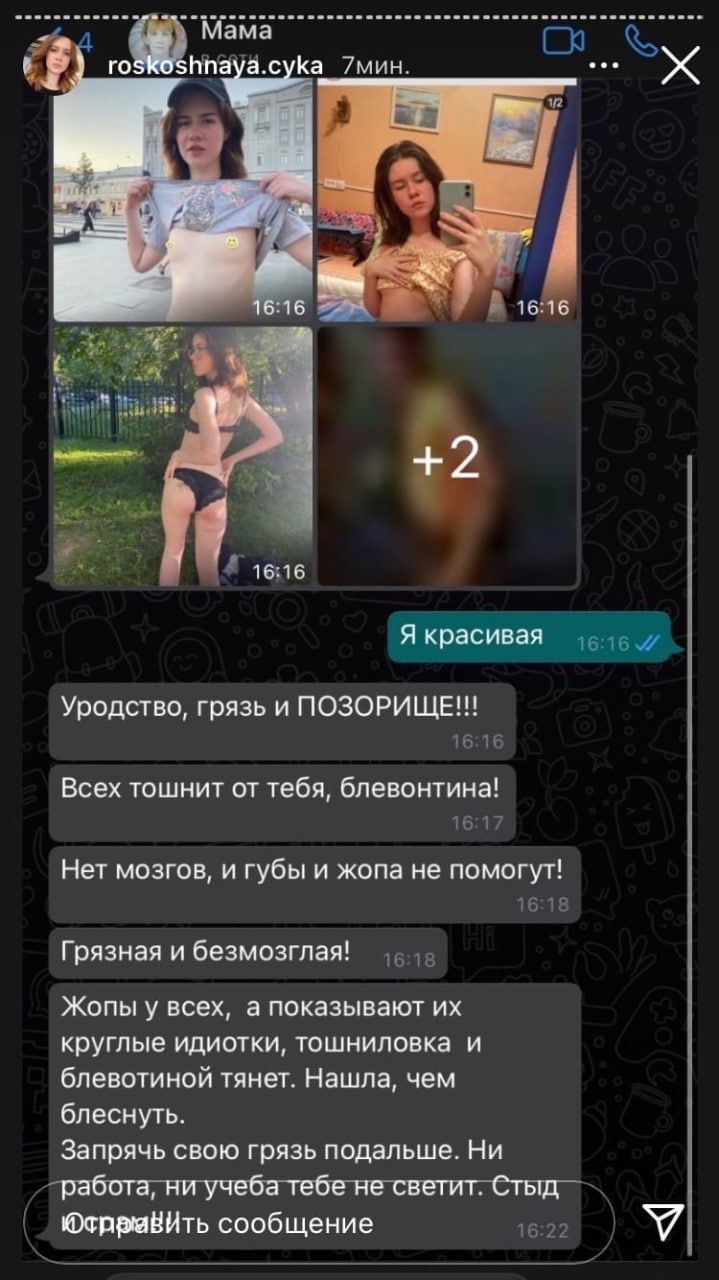 4
Мама
в сети
roskoshnaya.cyka 7мин.
1/2
16:16
16:16
16:16
+2
Я красивая 16:16
Уродство, грязь и ПОЗОРИЩЕ!!!
16:16
Всех тошнит от тебя, блевонтина!
16:17
Нет мозгов, и губы и жопа не помогут!
16:18
Грязная и безмозглая! 16:18
Жопы у всех, а показывают их
круглые идиотки, тошниловка и
блевотиной тянет. Нашла, чем
блеснуть.
Запрячь свою грязь подальше. Ни
работа, ни учеба тебе не светит. Стыд
и срам!!!!
16:22
Отправить сообщение